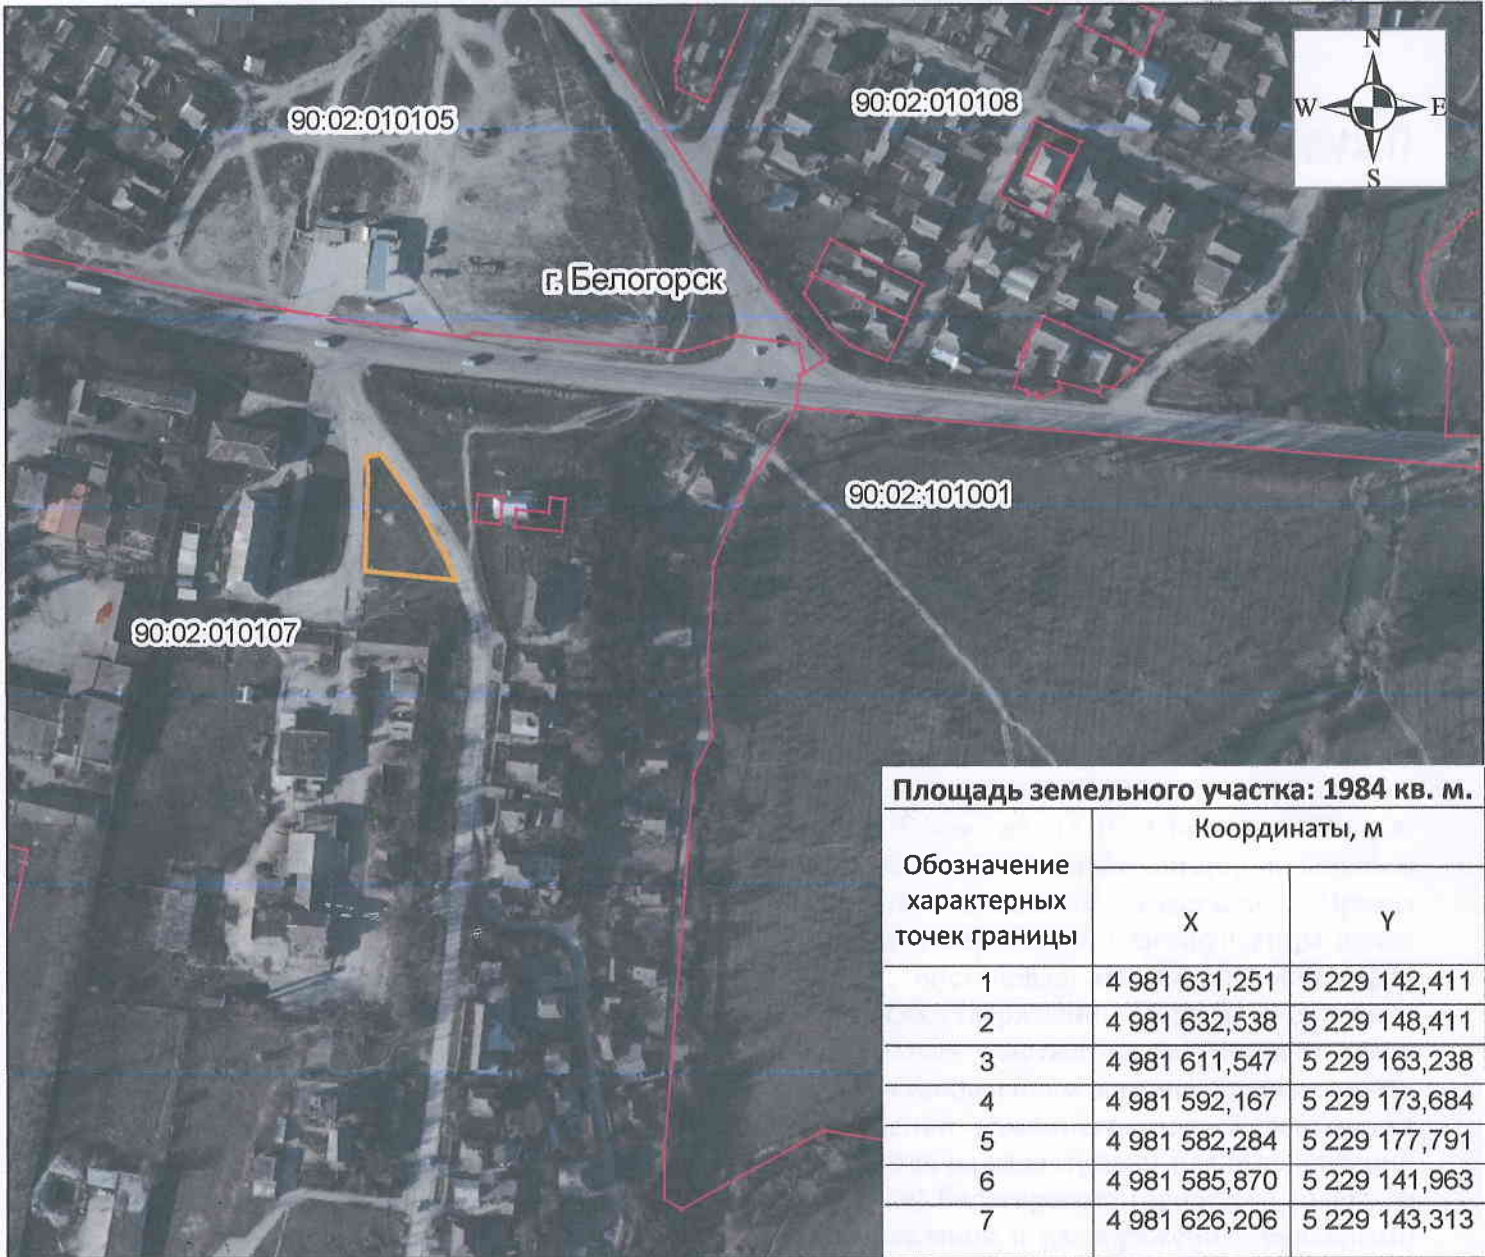 N
W E
S
90:02:010105
90:02:010108
г. Белогорск
90:02:101001
90:02:010107
Площадь земельного участка: 1984 кв. м.
Обозначение характерных точек границы
Координаты, м
X Y
1 4 981 631,251 5 229 142,411
2 4 981 632,538 5 229 148,411
3 4 981 611,547 5 229 163,238
4 4 981 592,167 5 229 173,684
5 4 981 582,284 5 229 177,791
6 4 981 585,870 5 229 141,963
7 4 981 626,206 5 229 143,313